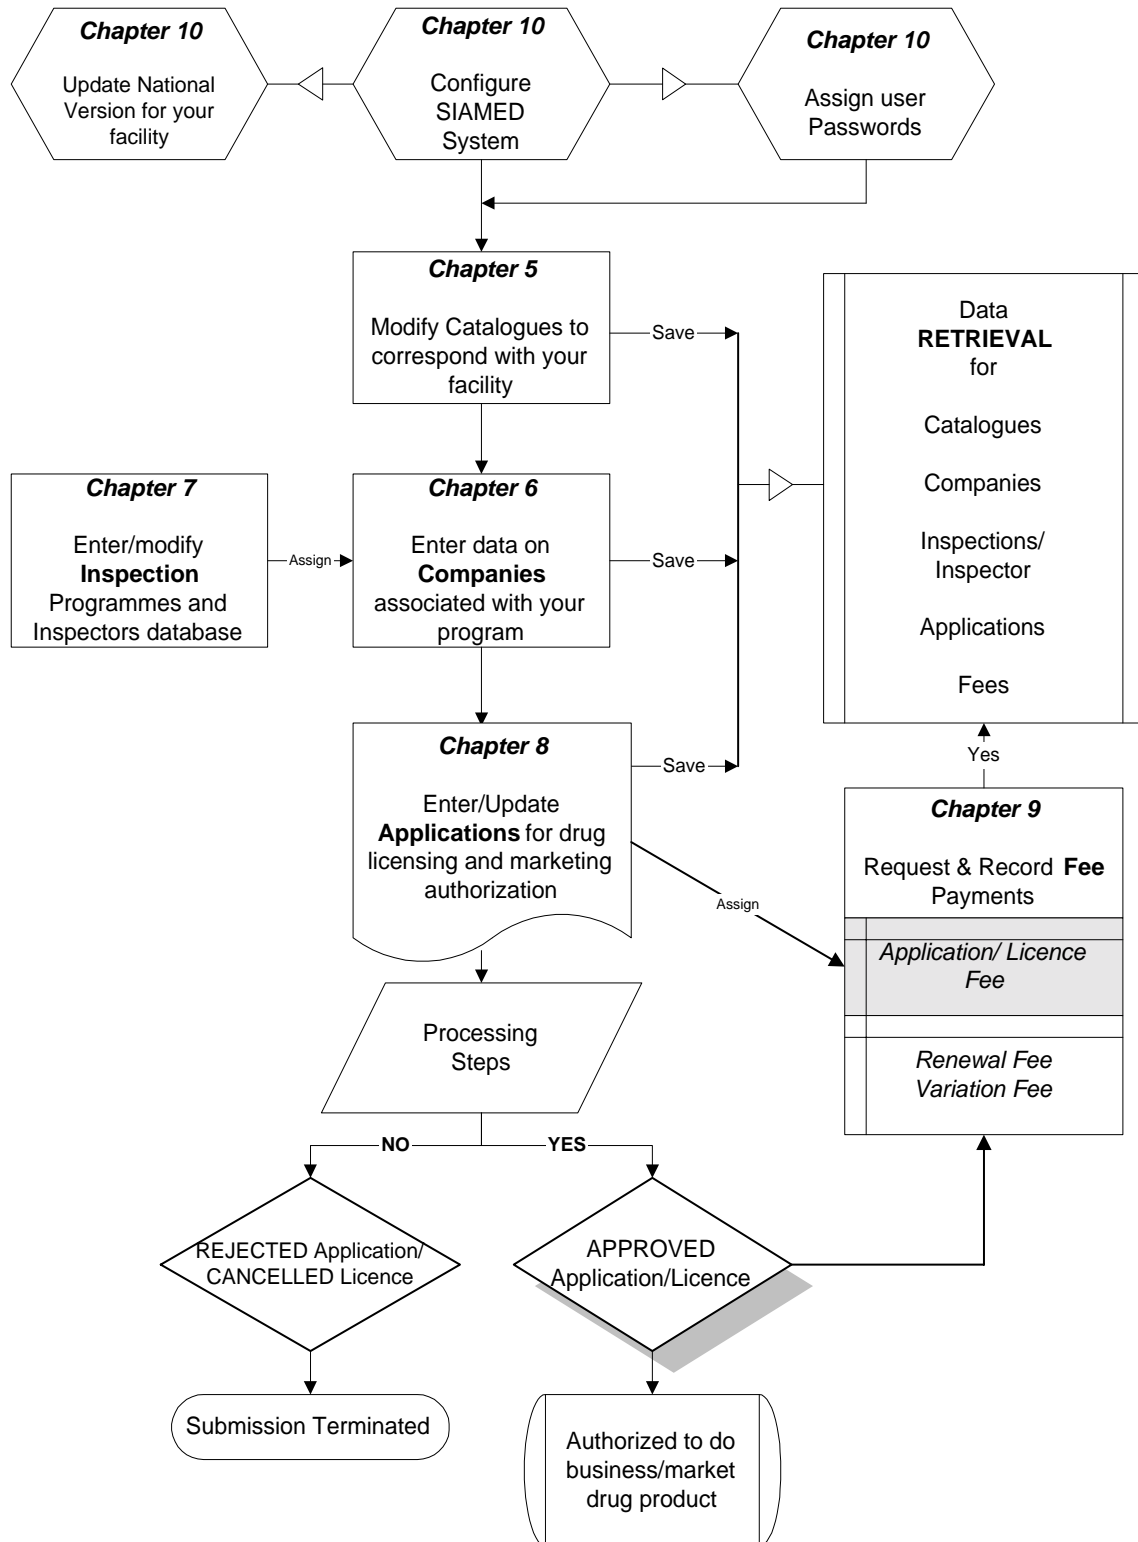 Chapter 10
Update National
Version for your
facility
Chapter 10
Configure
SIAMED
System
Chapter 10
Assign user
Passwords
Chapter 5
Modify Catalogues to
correspond with your
facility
Save
Data
RETRIEVAL
for
Catalogues
Companies
Inspections/
Inspector
Applications
Fees
Chapter 7
Enter/modify
Inspection
Programmes and
Inspectors database
Assign
Chapter 6
Enter data on
Companies
associated with your
program
Save
Chapter 8
Enter/Update
Applications for drug
licensing and marketing
authorization
Save
Assign
Yes
Chapter 9
Request & Record Fee
Payments
Application/ Licence
Fee
Renewal Fee
Variation Fee
Processing
Steps
NO
YES
REJECTED Application/
CANCELLED Licence
APPROVED
Application/Licence
Submission Terminated
Authorized to do
business/market
drug product